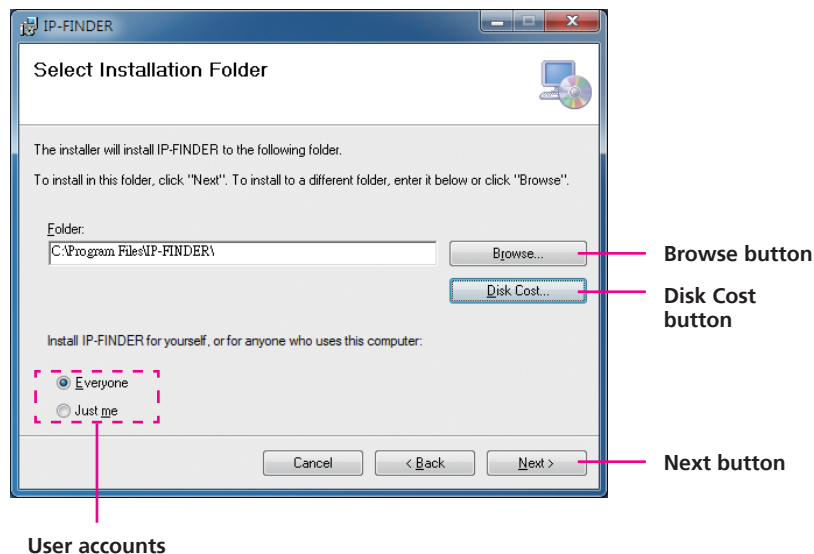 IP-FINDER
Select Installation Folder
The installer will install IP-FINDER to the following folder.
To install in this folder, click "Next". To install to a different folder, enter it below or click "Browse".
Folder:
C:\Program Files\IP-FINDER\
Browse...
Browse button
Disk Cost...
Disk Cost
button
Install IP-FINDER for yourself, or for anyone who uses this computer:
Everyone
Just me
Cancel
< Back
Next >
Next button
User accounts